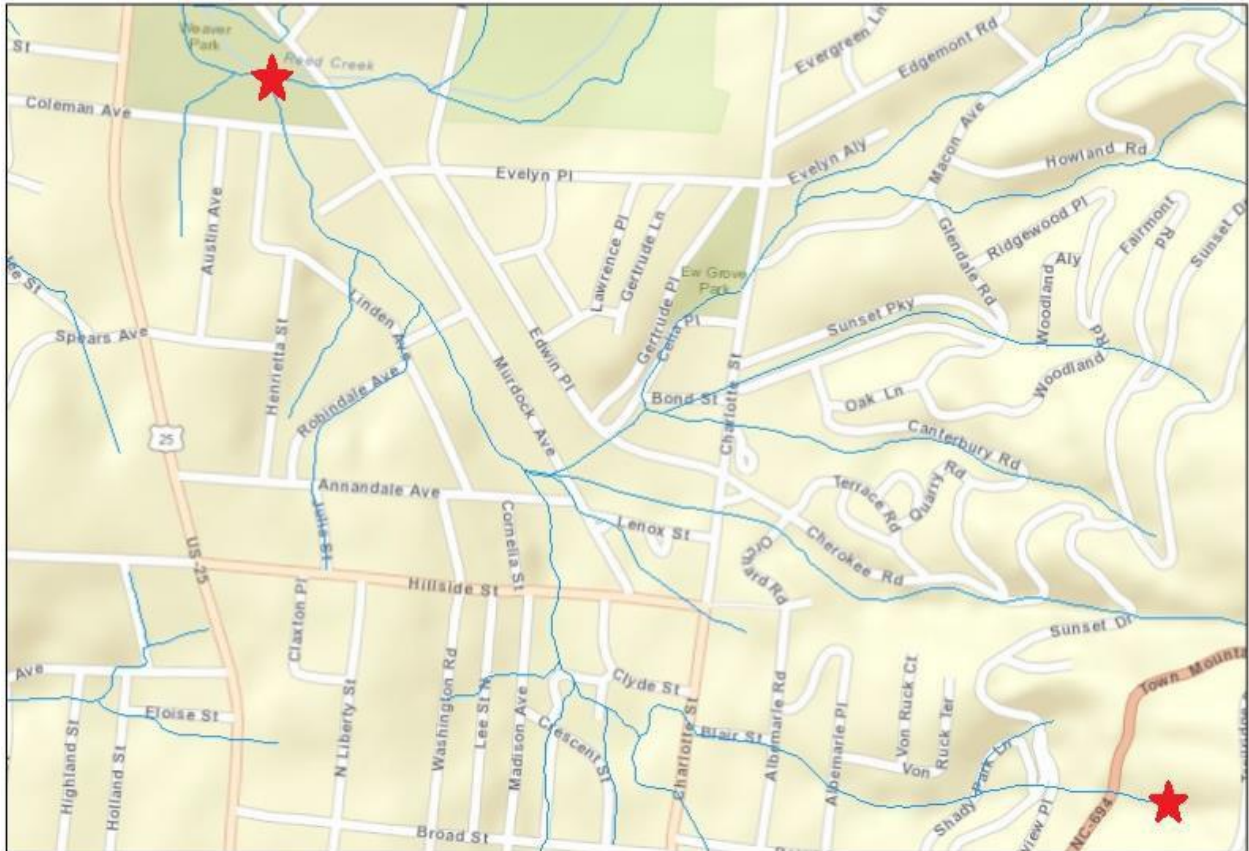 Weaver
Park
Reed Creek
St
Coleman Ave
Evergreen Ln
Edgemont Rd
Macon Ave
Howland Rd
Evelyn Pl
Evelyn Aly
Austin Ave
Lawrence Pl
Gertrude Ln
Gertrude Pl
Ew Grove
Park
Celia Pl
Glendale Rd
Ridgewood Pl
Fairmont
Rd
Sunset Dr
Woodland
Aly
Rd
Woodland
Spears Ave
Henrietta St
Linden Ave
Robindale Ave
Murdock Ave
Edwin Pl
Sunset Pky
Bond St
Charlotte St
Oak Ln
Canterbury Rd
25
US-25
Annandale Ave
Julia St
Cornelia St
Lenox St
Terrace Rd
Quarry Rd
Cherokee Rd
Orchard Rd
Hillside St
Claxton Pl
Sunset Dr
Town Mounta
Ave
Eloise St
Highland St
Holland St
N Liberty St
Washington Rd
Lee St N
Madison Ave
Clyde St
Crescent St
Charlotte St
Blair St
Albemarle Rd
Albemarle Pl
Von Ruck Ct
Von
Ruck Ter
Shady Park Ln
view Pl
NC-694
Broad St